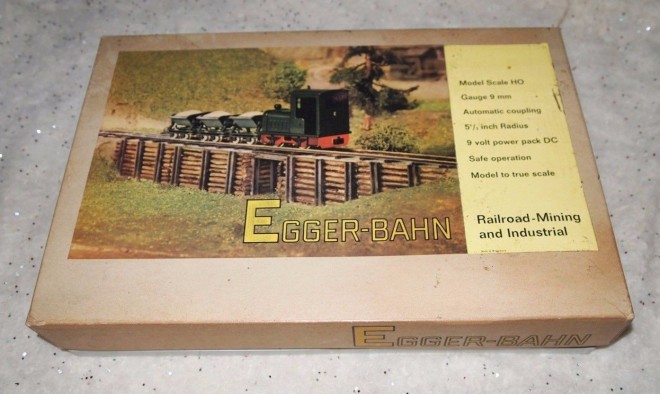 Model Scale HO
Gauge 9 mm
Automatic coupling
5½ inch Radius
9 volt power pack DC
Safe operation
Model to true scale
EGGER-BAHN
Railroad-Mining
and Industrial
EGGER-BAHN